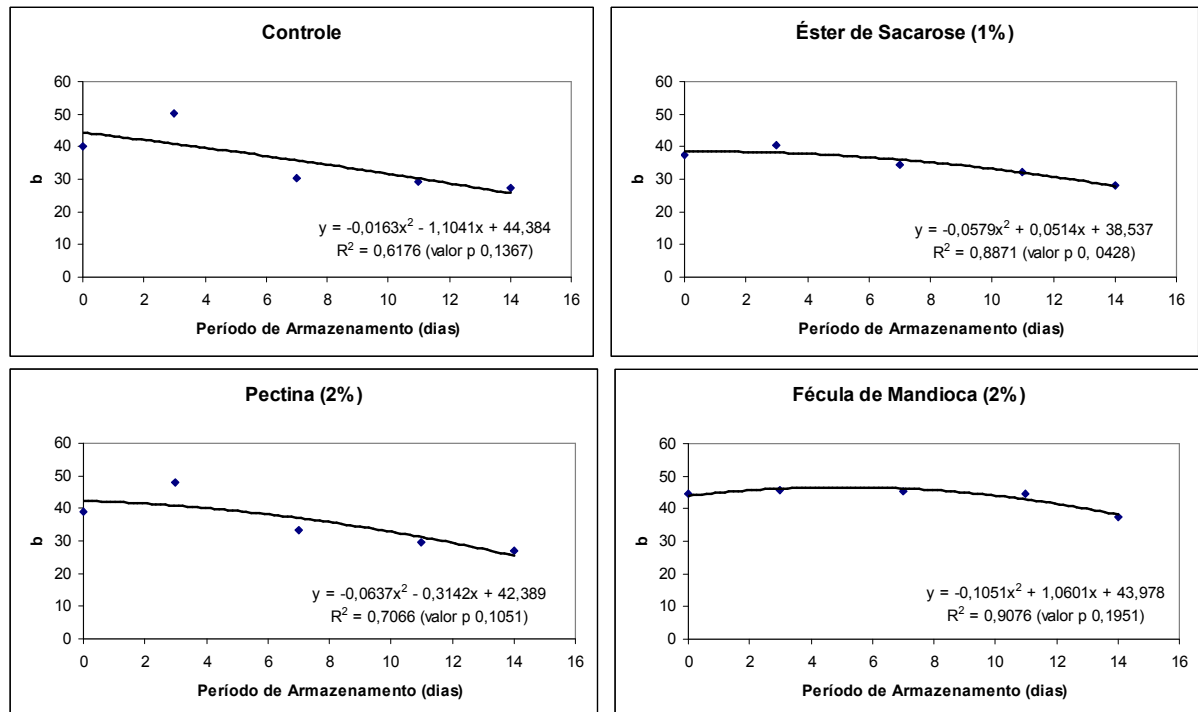 Controle
60
50
40
30
20
10
0
b
y = -0,0163x² - 1,1041x + 44,384
R² = 0,6176 (valor p 0,1367)
0 2 4 6 8 10 12 14 16
Período de Armazenamento (dias)
Éster de Sacarose (1%)
60
50
40
30
20
10
0
b
y = -0,0579x² + 0,0514x + 38,537
R² = 0,8871 (valor p 0, 0428)
0 2 4 6 8 10 12 14 16
Período de Armazenamento (dias)
Pectina (2%)
60
50
40
30
20
10
0
b
y = -0,0637x² - 0,3142x + 42,389
R² = 0,7066 (valor p 0,1051)
0 2 4 6 8 10 12 14 16
Período de Armazenamento (dias)
Fécula de Mandioca (2%)
60
50
40
30
20
10
0
b
y = -0,1051x² + 1,0601x + 43,978
R² = 0,9076 (valor p 0,1951)
0 2 4 6 8 10 12 14 16
Período de Armazenamento (dias)